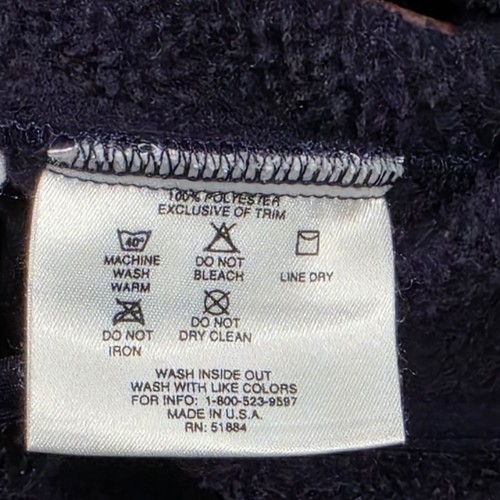 100% POLYESTER
EXCLUSIVE OF TRIM
40°
MACHINE WASH WARM
DO NOT BLEACH
LINE DRY
DO NOT IRON
DO NOT DRY CLEAN
WASH INSIDE OUT
WASH WITH LIKE COLORS
FOR INFO: 1-800-523-9597
MADE IN U.S.A.
RN: 51884